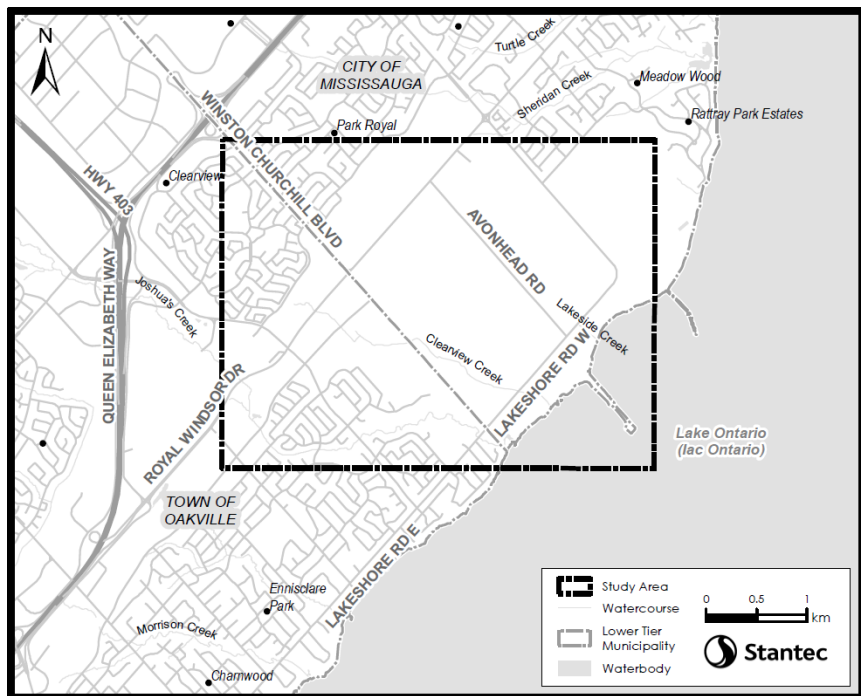 N
Turtle Creek
CITY OF
MISSISSAUGA
Meadow Wood
Sheridan Creek
WINSTON CHURCHILL BLVD
Park Royal
Rattray Park Estates
HWY 403
Clearview
AVONHEAD RD
QUEEN ELIZABETH WAY
Joshua's Creek
Lakeside Creek
Clearview Creek
LAKESHORE RD W
ROYAL WINDSOR DR
Lake Ontario
(lac Ontario)
TOWN OF
OAKVILLE
LAKESHORE RD E
Ennisclare
Park
Morrison Creek
Charnwood
Study Area
Watercourse
Lower Tier
Municipality
Waterbody
0 0.5 1
km
Stantec